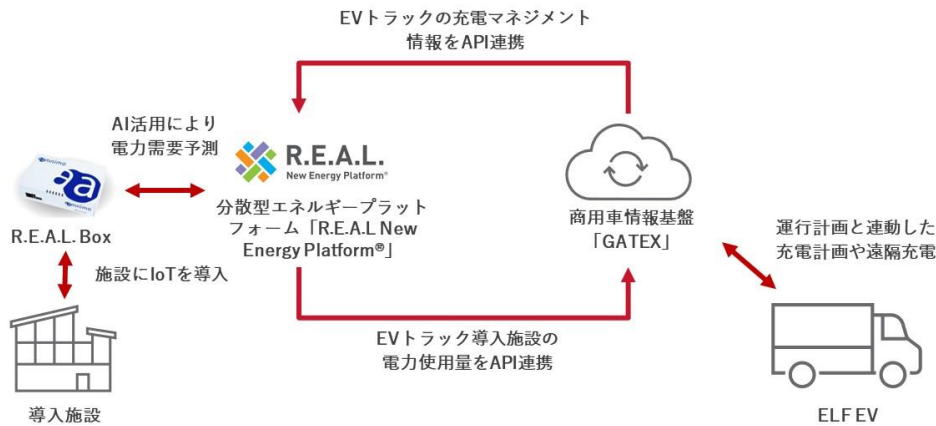 EVトラックの充電マネジメント
情報をAPI連携
AI活用により
電力需要予測
R.E.A.L.
New Energy Platform®
分散型エネルギープラット
フォーム「R.E.A.L New
Energy Platform®」
R.E.A.L. Box
商用車情報基盤
「GATEX」
運行計画と連動した
充電計画や遠隔充電
施設にIoTを導入
EVトラック導入施設の
電力使用量をAPI連携
導入施設
ELF EV